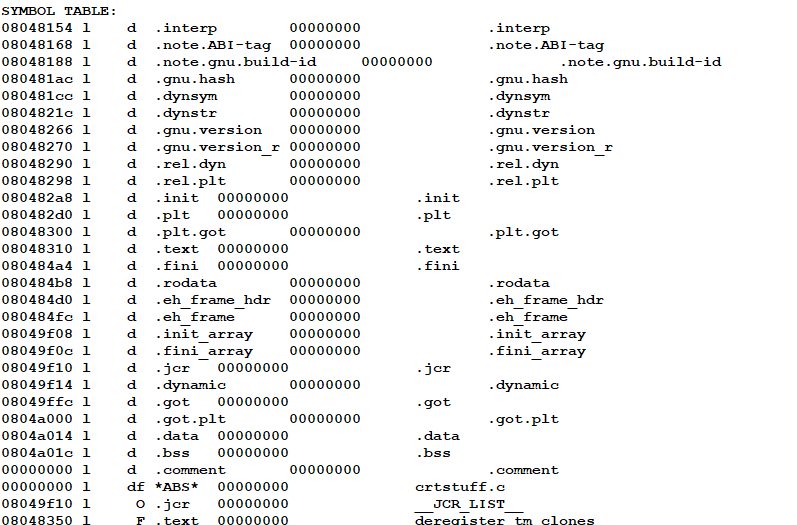 SYMBOL TABLE:
08048154 l    d  .interp	00000000              .interp
08048168 l    d  .note.ABI-tag	00000000              .note.ABI-tag
08048188 l    d  .note.gnu.build-id	00000000              .note.gnu.build-id
080481ac l    d  .gnu.hash	00000000              .gnu.hash
080481cc l    d  .dynsym	00000000              .dynsym
0804821c l    d  .dynstr	00000000              .dynstr
08048266 l    d  .gnu.version	00000000              .gnu.version
08048270 l    d  .gnu.version_r	00000000              .gnu.version_r
08048290 l    d  .rel.dyn	00000000              .rel.dyn
08048298 l    d  .rel.plt	00000000              .rel.plt
080482a8 l    d  .init	00000000              .init
080482d0 l    d  .plt	00000000              .plt
08048300 l    d  .plt.got	00000000              .plt.got
08048310 l    d  .text	00000000              .text
080484a4 l    d  .fini	00000000              .fini
080484b8 l    d  .rodata	00000000              .rodata
080484d0 l    d  .eh_frame_hdr	00000000              .eh_frame_hdr
080484fc l    d  .eh_frame	00000000              .eh_frame
08049f08 l    d  .init_array	00000000              .init_array
08049f0c l    d  .fini_array	00000000              .fini_array
08049f10 l    d  .jcr	00000000              .jcr
08049f14 l    d  .dynamic	00000000              .dynamic
08049ffc l    d  .got	00000000              .got
0804a000 l    d  .got.plt	00000000              .got.plt
0804a014 l    d  .data	00000000              .data
0804a01c l    d  .bss	00000000              .bss
00000000 l    d  .comment	00000000              .comment
00000000 l    df *ABS*	00000000              crtstuff.c
08049f10 l     O .jcr	00000000              __JCR_LIST__
08048350 l     F .text	00000000              deregister_tm_clones